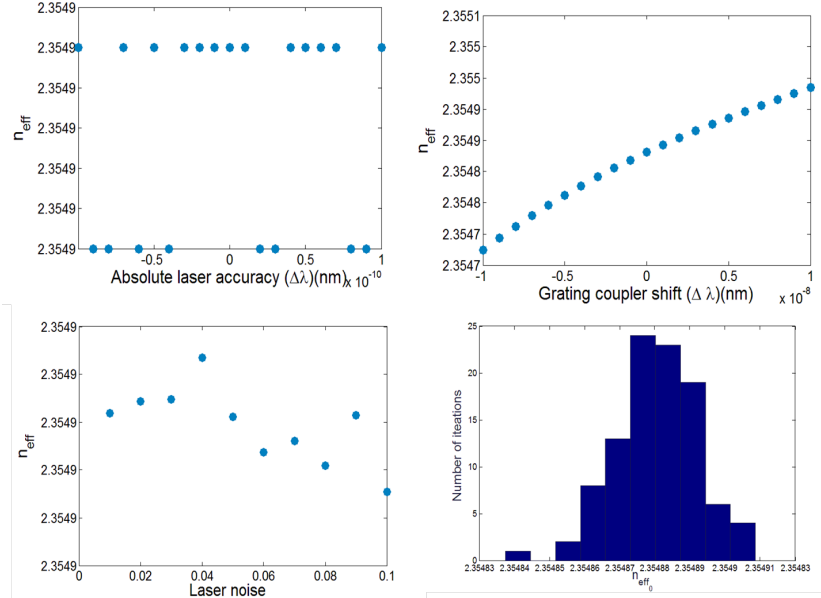 2.3549
2.3549
2.3549
2.3549
2.3549
2.3549
n_eff
-0.5 0 0.5 1
Absolute laser accuracy (Δλ)(nm) x 10^-10
2.3551
2.355
2.355
2.3549
2.3549
2.3548
2.3548
2.3547
2.3547
n_eff
-1 -0.5 0 0.5 1
Grating coupler shift (Δ λ)(nm) x 10^-8
2.3549
2.3549
2.3549
2.3549
2.3549
2.3549
n_eff
0 0.02 0.04 0.06 0.08 0.1
Laser noise
25
20
15
10
5
0
Number of iterations
2.35483 2.35484 2.35485 2.35486 2.35487 2.35488 2.35489 2.3549 2.35491 2.35483
n_eff_0